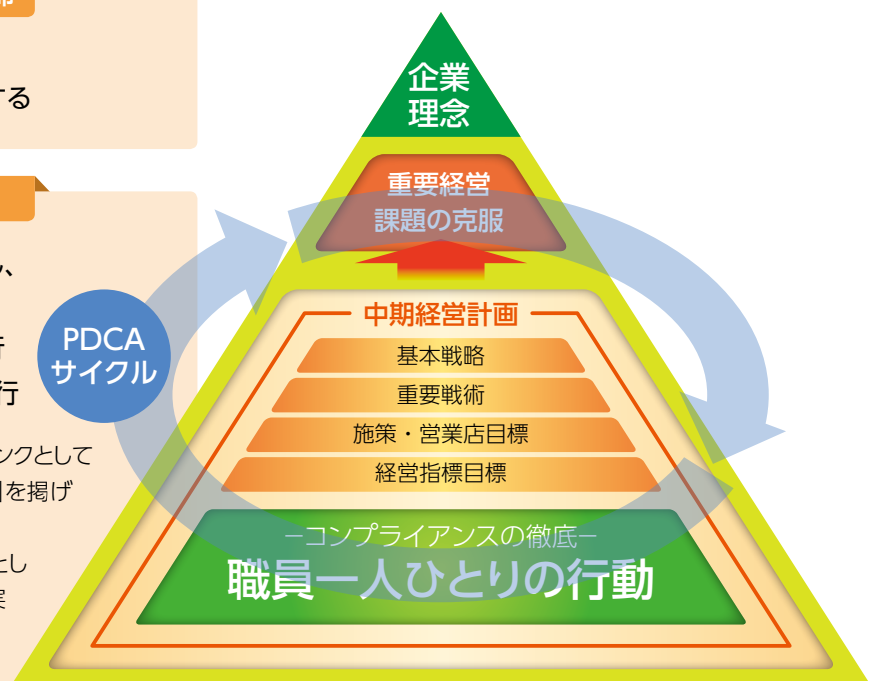 する
い、
行
ンクとして
を掲げ
とし
企業
理念
重要経営
課題の克服
PDCA
サイクル
中期経営計画
基本戦略
重要戦術
施策・営業店目標
経営指標目標
－コンプライアンスの徹底－
職員一人ひとりの行動